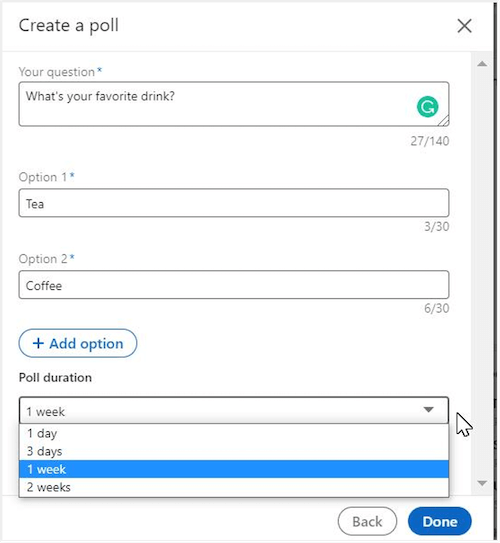 Create a poll
Your question*
What's your favorite drink?
27/140
Option 1*
Tea
3/30
Option 2*
Coffee
6/30
+ Add option
Poll duration
1 week
1 day
3 days
1 week
2 weeks
Back Done